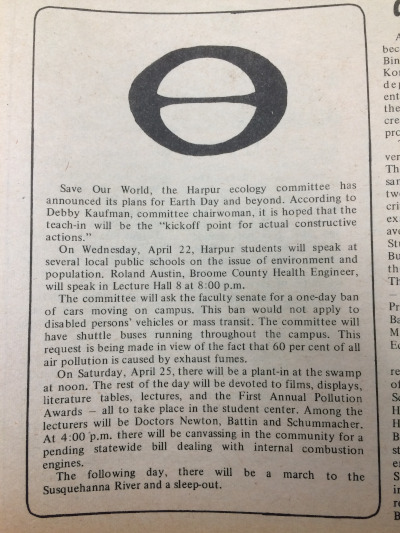 Save Our World, the Harpur ecology committee has
announced its plans for Earth Day and beyond. According to
Debby Kaufman, committee chairwoman, it is hoped that the
teach-in will be the "kickoff point for actual constructive
actions."
On Wednesday, April 22, Harpur students will speak at
several local public schools on the issue of environment and
population. Roland Austin, Broome County Health Engineer,
will speak in Lecture Hall 8 at 8:00 p.m.
The committee will ask the faculty senate for a one-day ban
of cars moving on campus. This ban would not apply to
disabled persons' vehicles or mass transit. The committee will
have shuttle buses running throughout the campus. This
request is being made in view of the fact that 60 per cent of all
air pollution is caused by exhaust fumes.
On Saturday, April 25, there will be a plant-in at the swamp
at noon. The rest of the day will be devoted to films, displays,
literature tables, lectures, and the First Annual Pollution
Awards — all to take place in the student center. Among the
lecturers will be Doctors Newton, Battin and Schummacher.
At 4:00 p.m. there will be canvassing in the community for a
pending statewide bill dealing with internal combustion
engines.
The following day, there will be a march to the
Susquehanna River and a sleep-out.